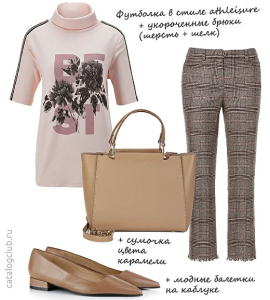 Футболка в стиле athleisure
+ укороченные брюки
(шерсть + шелк)
BE
ST
+ сумочка
цвета
карамели
+ модные балетки
на каблуке
catalogclub.ru